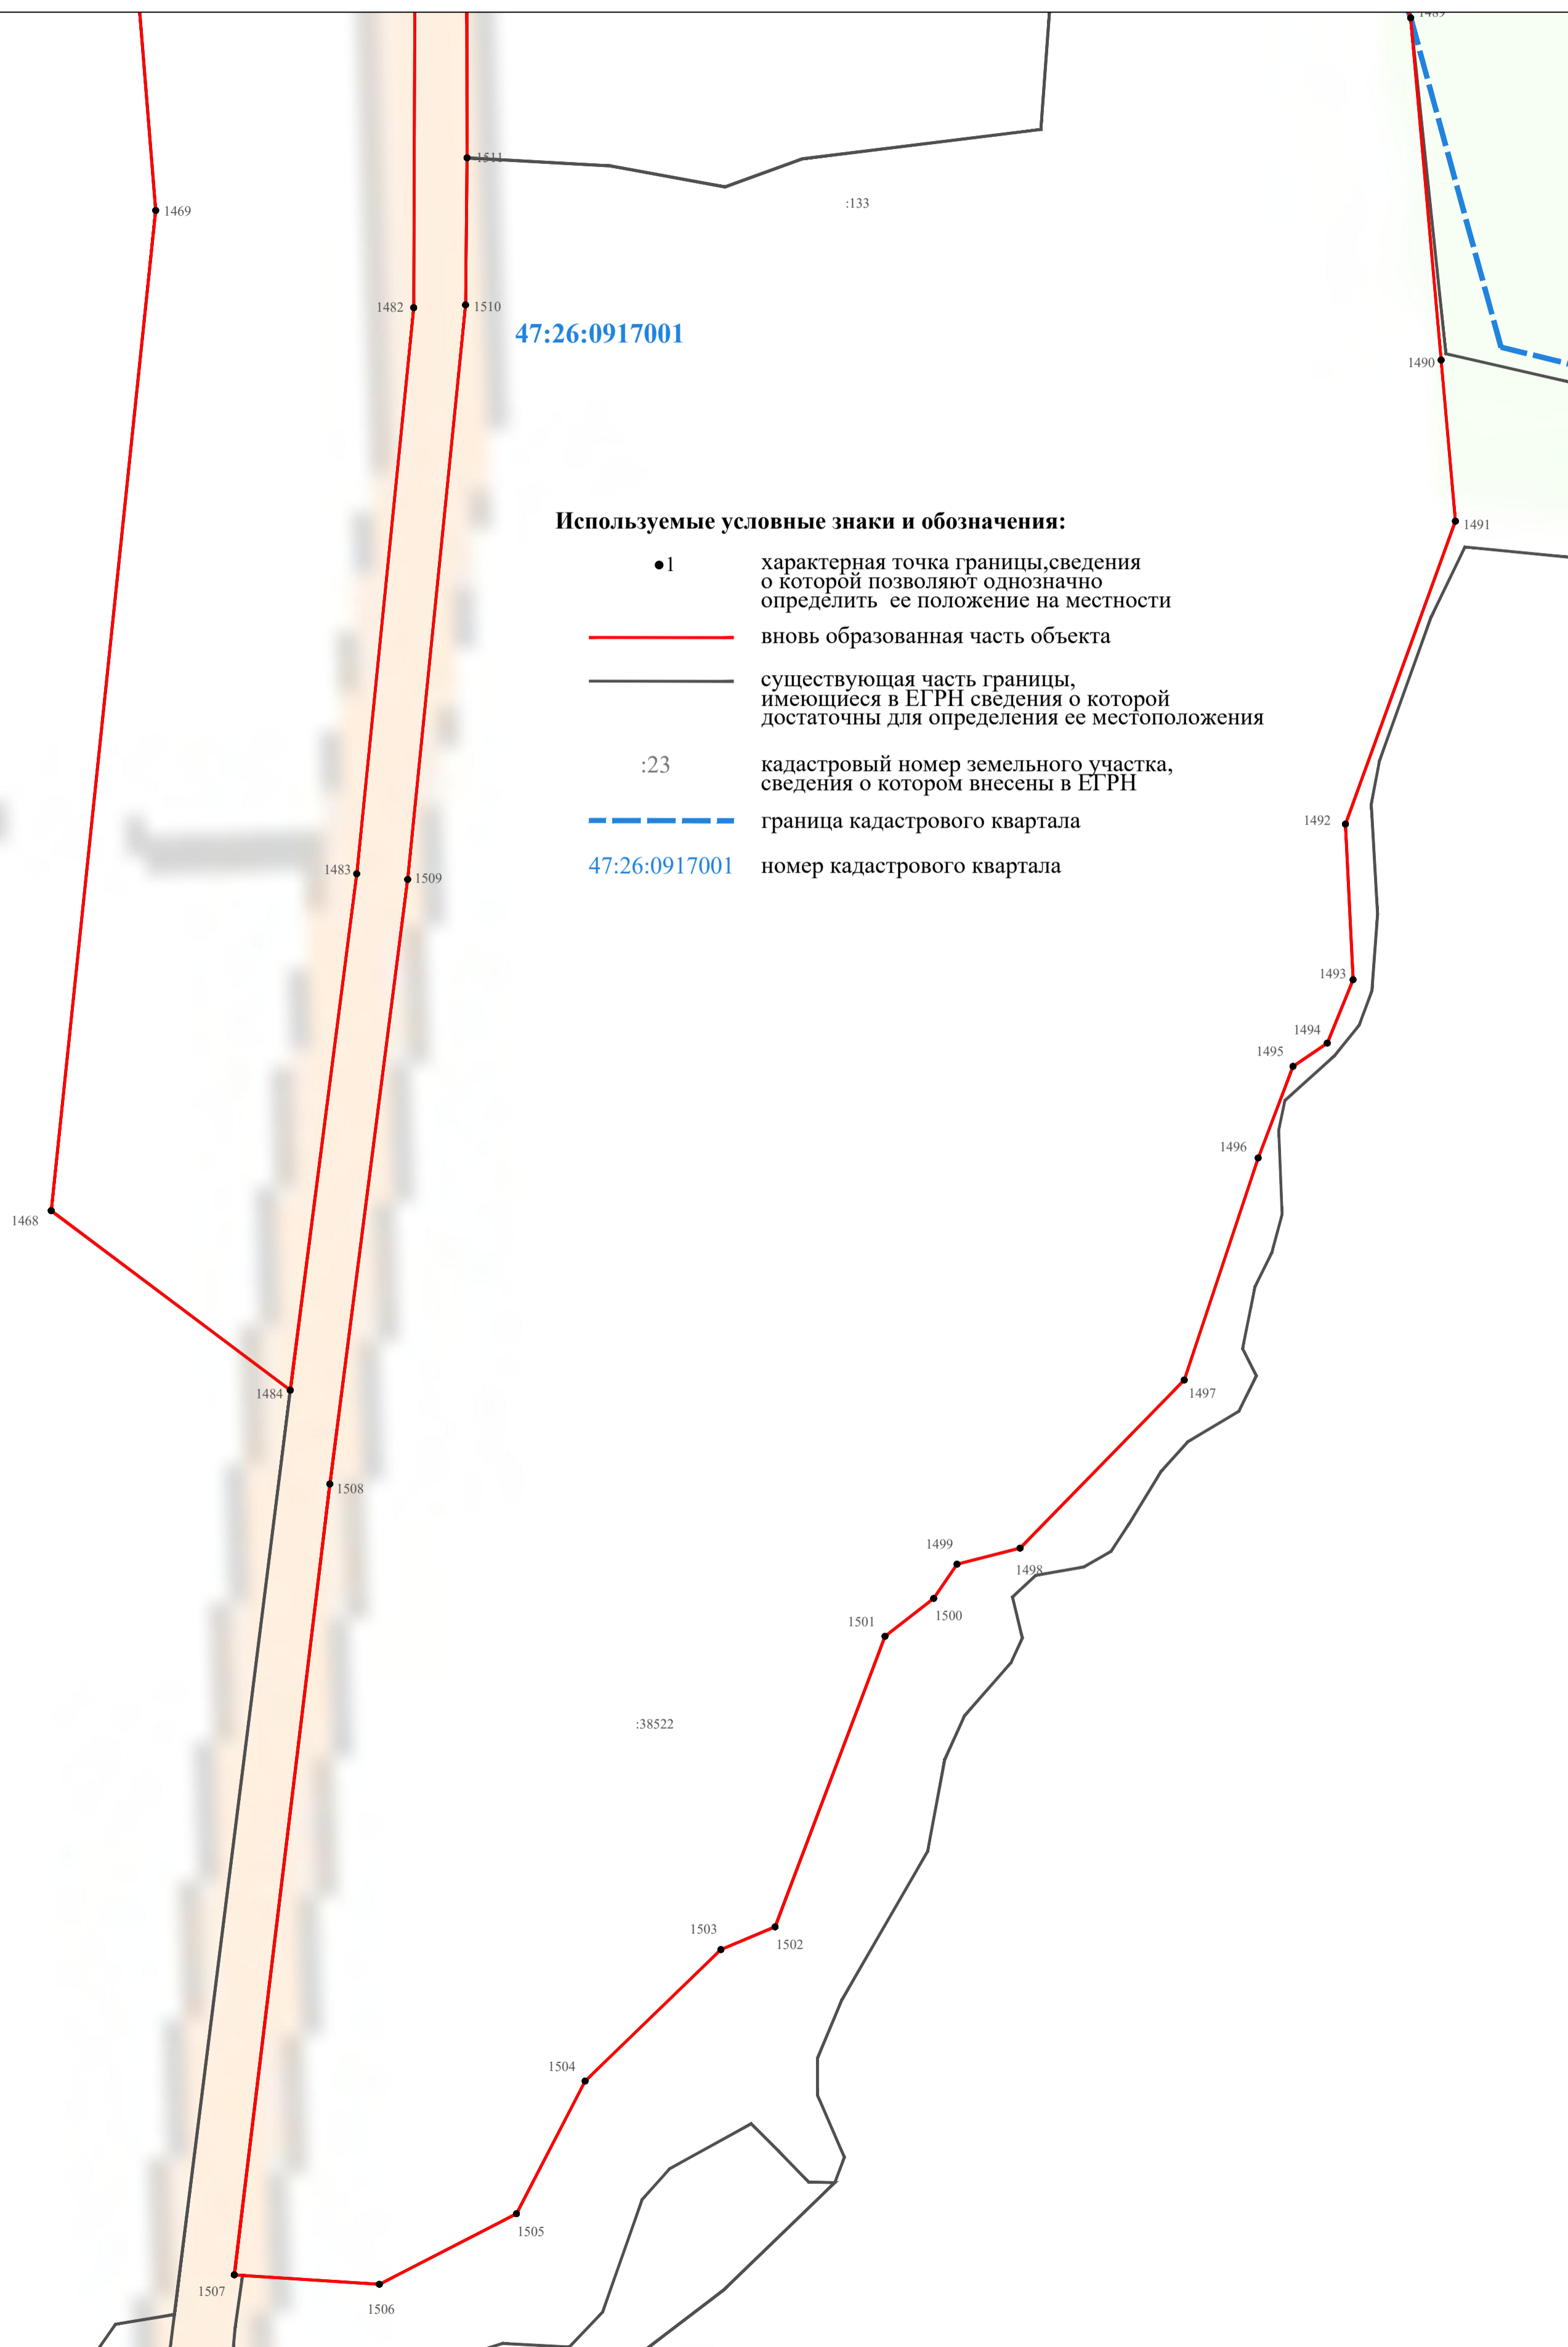 1489
1511
:133
1469
1482
1510
47:26:0917001
1490
Используемые условные знаки и обозначения:
1491
1 характерная точка границы,сведения
о которой позволяют однозначно
определить ее положение на местности
вновь образованная часть объекта
существующая часть границы,
имеющиеся в ЕГРН сведения о которой
достаточны для определения ее местоположения
:23 кадастровый номер земельного участка,
сведения о котором внесены в ЕГРН
граница кадастрового квартала
1492
47:26:0917001 номер кадастрового квартала
1483
1509
1493
1494
1495
1496
1468
1484
1497
1508
1499
1498
1500
1501
:38522
1503
1502
1504
1505
1507
1506